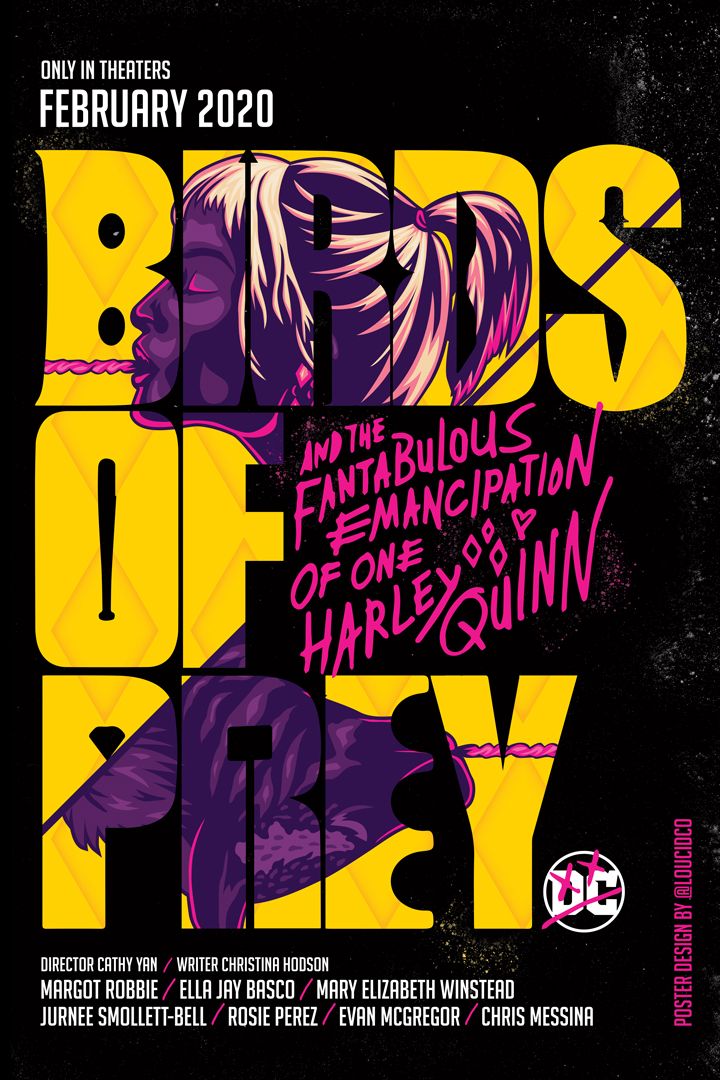 ONLY IN THEATERS
FEBRUARY 2020
BIRDS
OF
AND THE
FANTABULOUS
EMANCIPATION
OF ONE
HARLEY QUINN
PREY
DC
DIRECTOR CATHY YAN / WRITER CHRISTINA HODSON
MARGOT ROBBIE / ELLA JAY BASCO / MARY ELIZABETH WINSTEAD
JURNEE SMOLLETT-BELL / ROSIE PEREZ / EVAN MCGREGOR / CHRIS MESSINA
POSTER DESIGN BY @LOUCIDCO